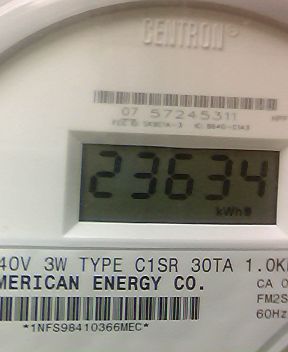 CENTRON®
07 57245311
23634
kWh
40V 3W TYPE C1SR 30TA 1.0K
MERICAN ENERGY CO.
CA 0
FM2S
60Hz
*1NFS98410366MEC*